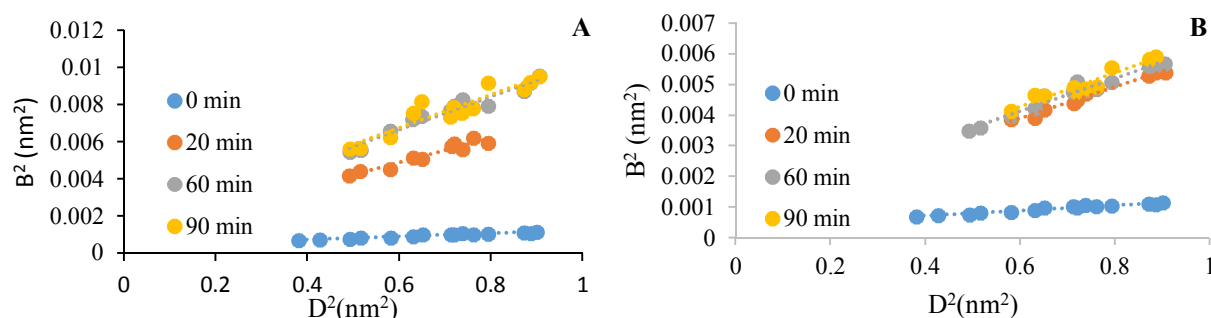 A
0.012
0.01
0.008
0.006
0.004
0.002
0
B² (nm²)
0 min
20 min
60 min
90 min
0 0.2 0.4 0.6 0.8 1
D²(nm²)
B
0.007
0.006
0.005
0.004
0.003
0.002
0.001
0
B² (nm²)
0 min
20 min
60 min
90 min
0 0.2 0.4 0.6 0.8 1
D²(nm²)